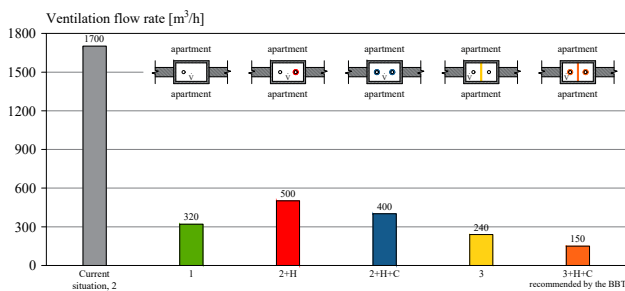 Ventilation flow rate [m³/h]
1800
1500
1200
900
600
300
0
1700
320
500
400
240
150
apartment apartment apartment apartment apartment
V̇ V̇ V̇ V̇ V̇
apartment apartment apartment apartment apartment
Current
situation, 2
1
2+H
2+H+C
3
3+H+C
recommended by the BBT